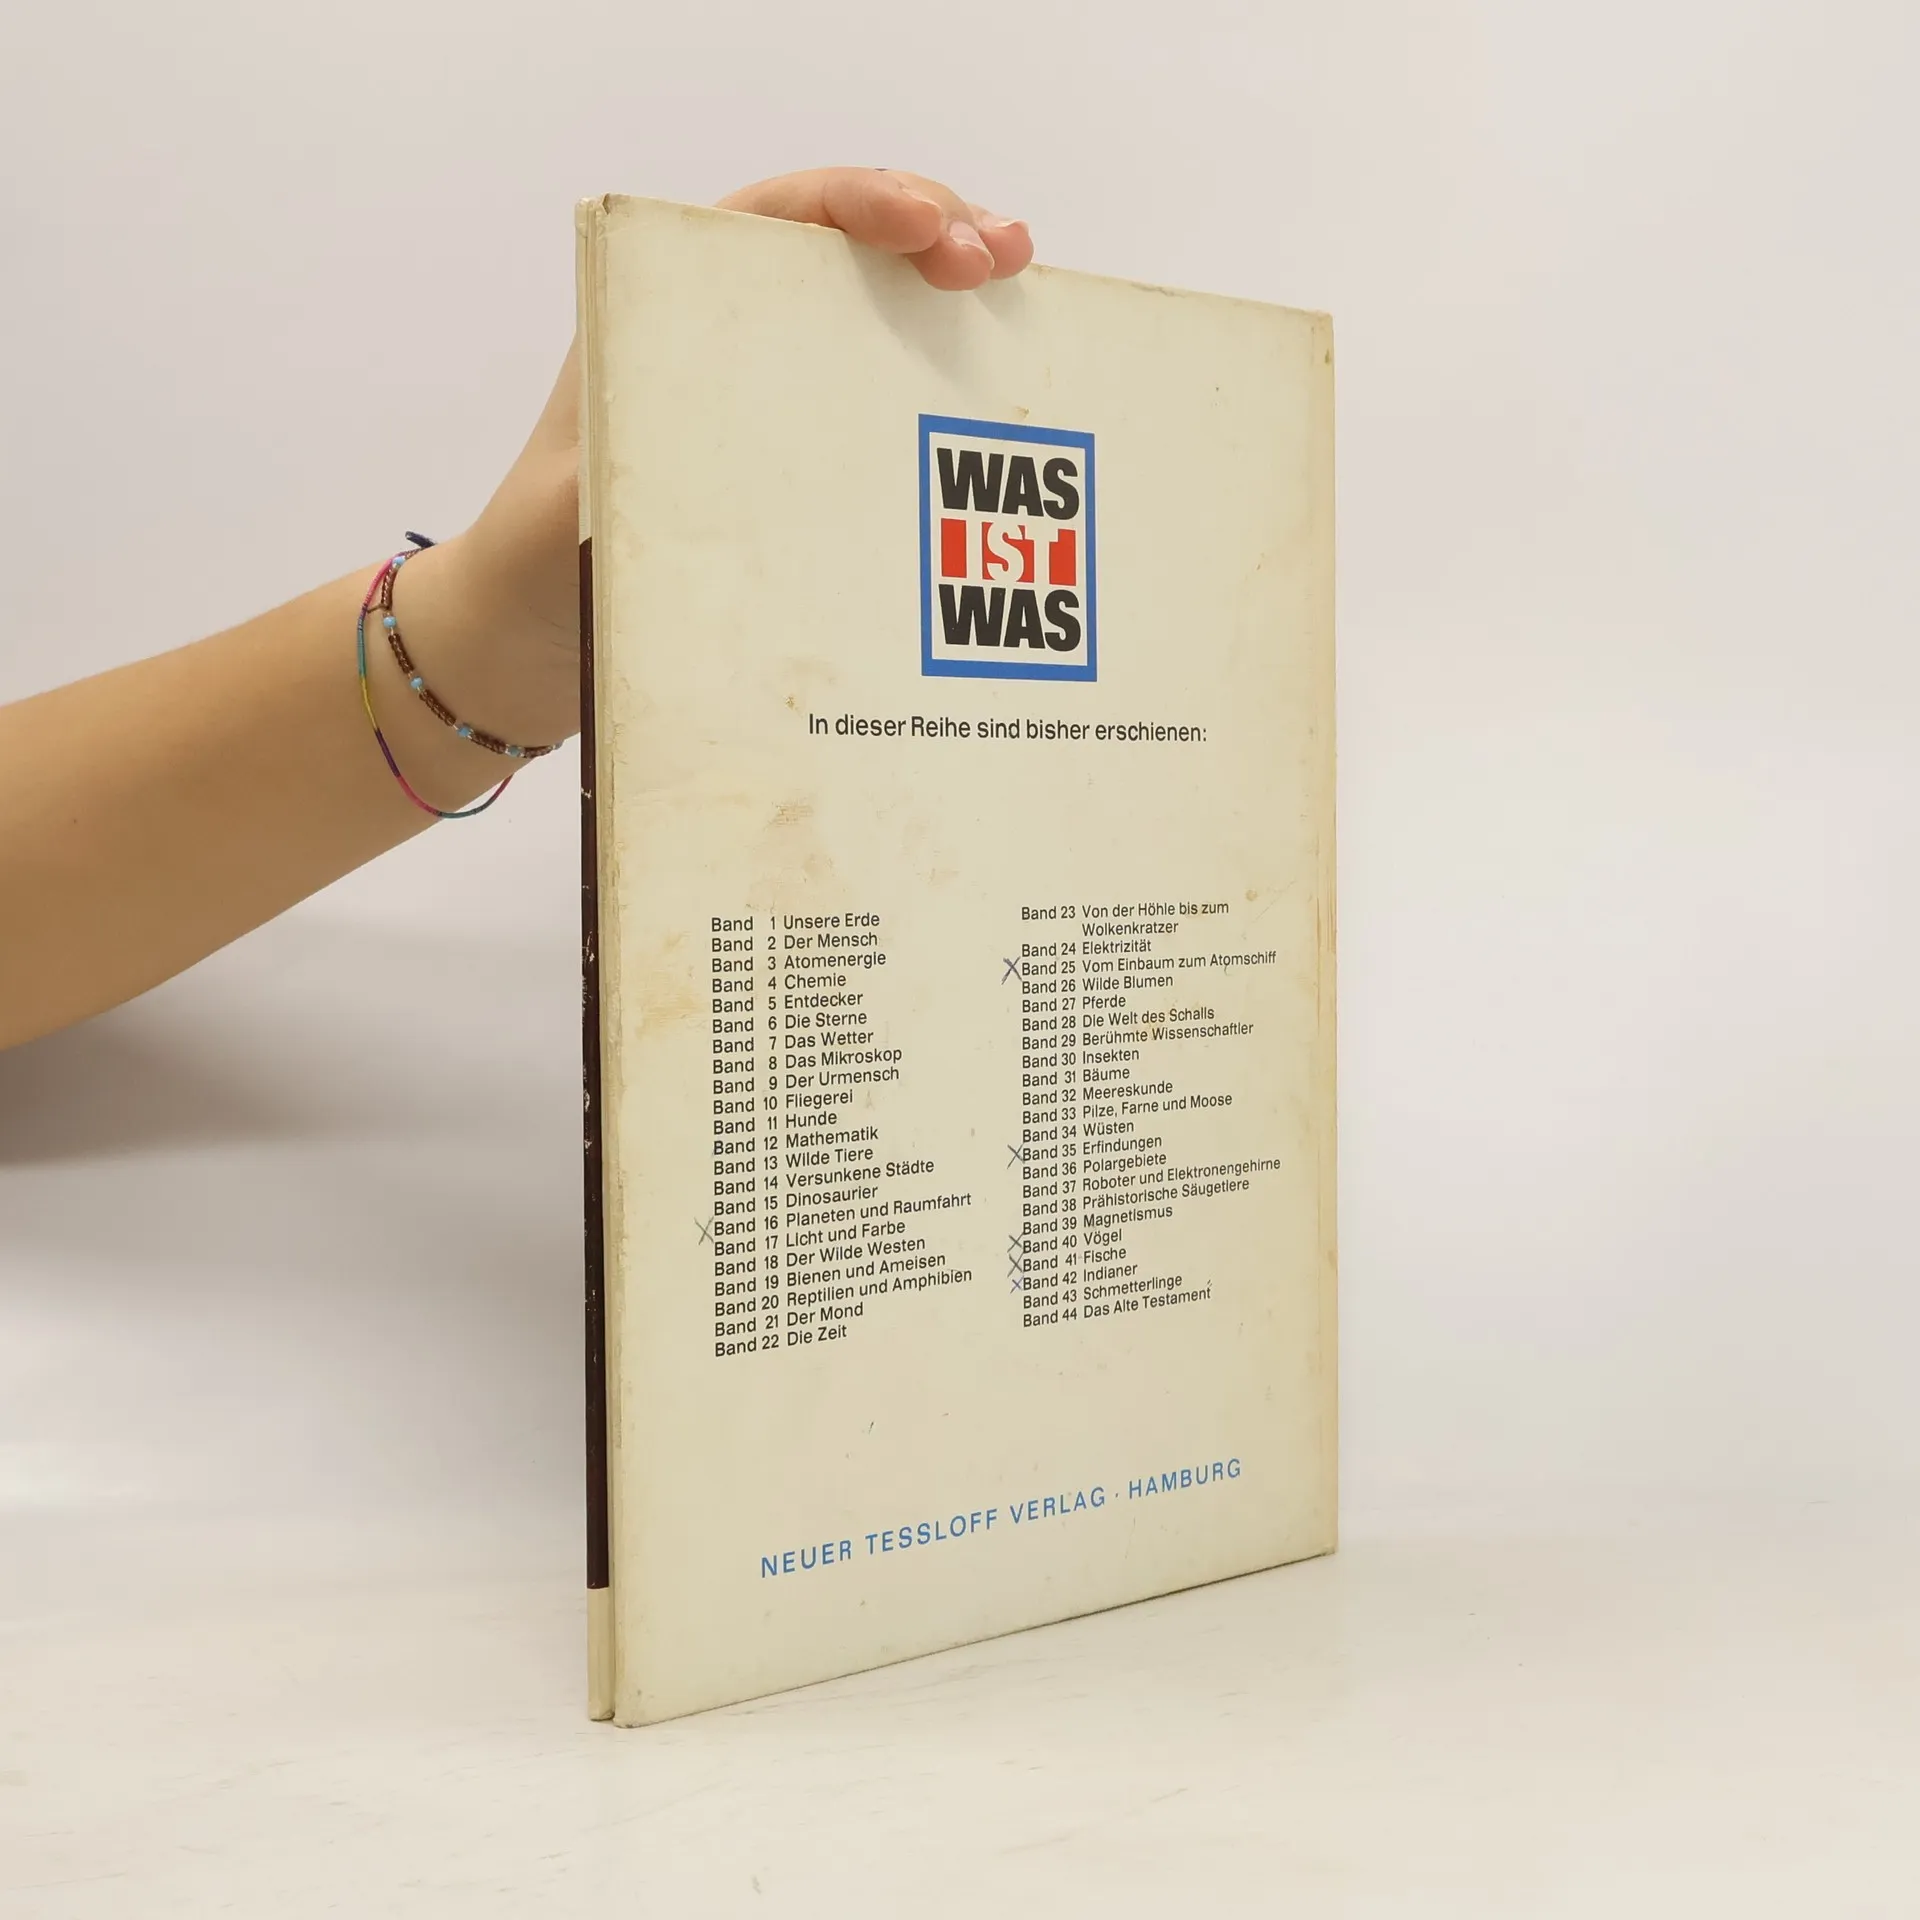 WAS
IST
WAS
In dieser Reihe sind bisher erschienen:
Band 1 Unsere Erde
Band 2 Der Mensch
Band 3 Atomenergie
Band 4 Chemie
Band 5 Entdecker
Band 6 Die Sterne
Band 7 Das Wetter
Band 8 Das Mikroskop
Band 9 Der Urmensch
Band 10 Fliegerei
Band 11 Hunde
Band 12 Mathematik
Band 13 Wilde Tiere
Band 14 Versunkene Städte
Band 15 Dinosaurier
X Band 16 Planeten und Raumfahrt
Band 17 Licht und Farbe
Band 18 Der Wilde Westen
Band 19 Bienen und Ameisen
Band 20 Reptilien und Amphibien
Band 21 Der Mond
Band 22 Die Zeit
Band 23 Von der Höhle bis zum
Wolkenkratzer
Band 24 Elektrizität
X Band 25 Vom Einbaum zum Atomschiff
Band 26 Wilde Blumen
Band 27 Pferde
Band 28 Die Welt des Schalls
Band 29 Berühmte Wissenschaftler
Band 30 Insekten
Band 31 Bäume
Band 32 Meereskunde
Band 33 Pilze, Farne und Moose
Band 34 Wüsten
X Band 35 Erfindungen
Band 36 Polargebiete
Band 37 Roboter und Elektronengehirne
Band 38 Prähistorische Säugetiere
Band 39 Magnetismus
X Band 40 Vögel
X Band 41 Fische
X Band 42 Indianer
Band 43 Schmetterlinge
Band 44 Das Alte Testament
NEUER TESSLOFF VERLAG · HAMBURG